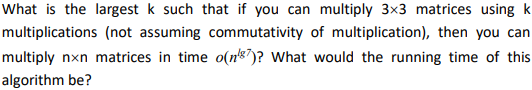 What is the largest k such that if you can multiply 3×3 matrices using k
multiplications (not assuming commutativity of multiplication), then you can
multiply n×n matrices in time o(n^lg7)? What would the running time of this
algorithm be?